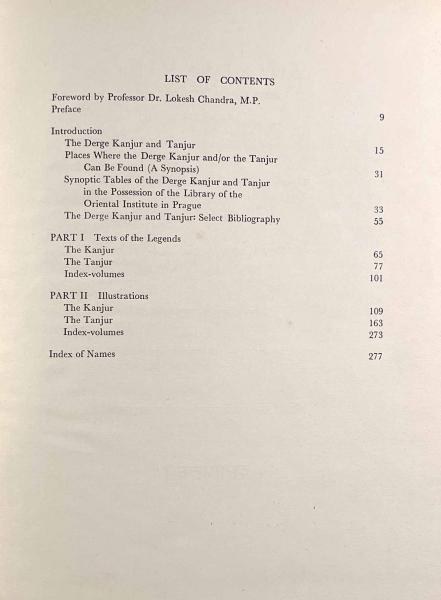 LIST OF CONTENTS
Foreword by Professor Dr. Lokesh Chandra, M.P.
Preface 9
Introduction
The Derge Kanjur and Tanjur 15
Places Where the Derge Kanjur and/or the Tanjur
Can Be Found (A Synopsis) 31
Synoptic Tables of the Derge Kanjur and Tanjur
in the Possession of the Library of the
Oriental Institute in Prague 33
The Derge Kanjur and Tanjur: Select Bibliography 55
PART I Texts of the Legends
The Kanjur 65
The Tanjur 77
Index-volumes 101
PART II Illustrations
The Kanjur 109
The Tanjur 163
Index-volumes 273
Index of Names 277